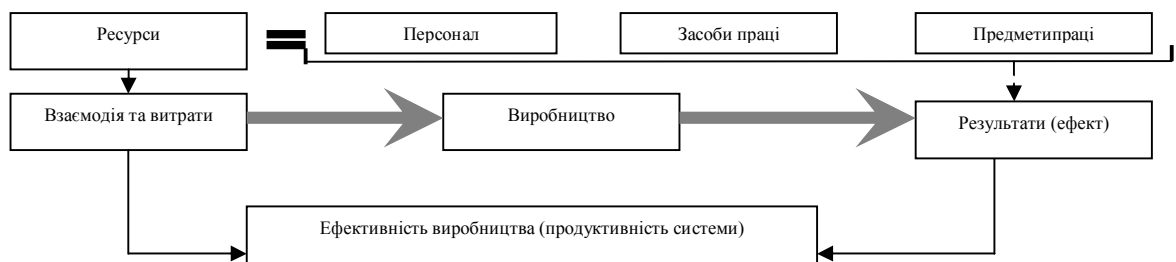 Ресурси
Персонал
Засоби праці
Предметипраці
Взаємодія та витрати
Виробництво
Результати (ефект)
Ефективність виробництва (продуктивність системи)